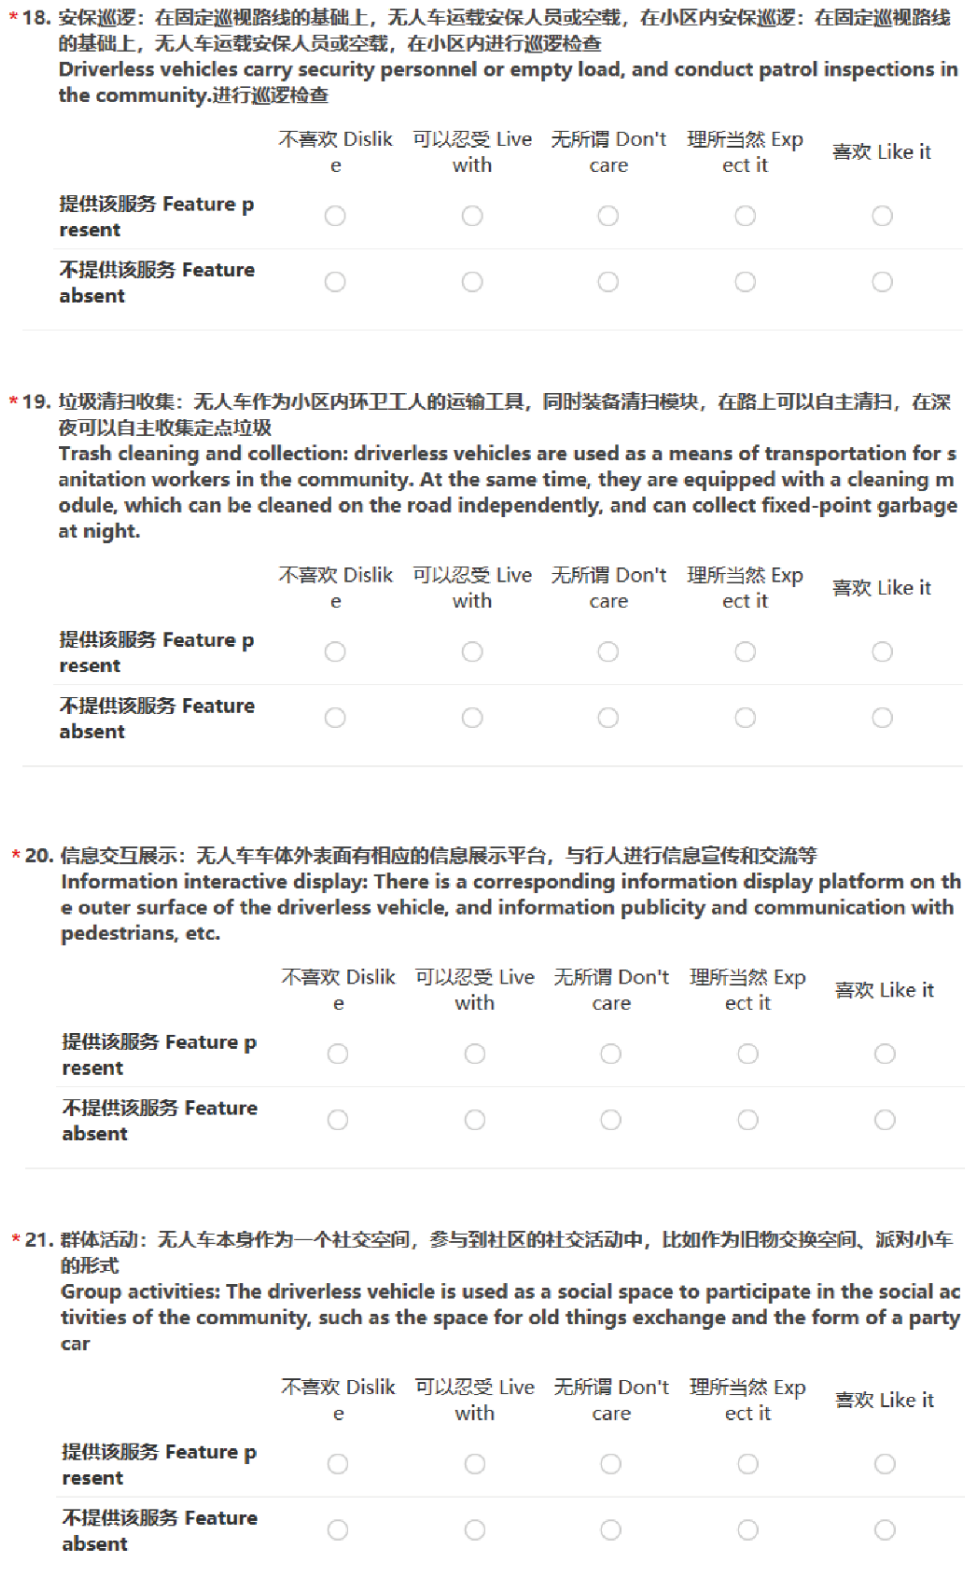 *18. 安保巡逻：在固定巡视路线的基础上，无人车运载安保人员或空载，在小区内安保巡逻：在固定巡视路线
的基础上，无人车运载安保人员或空载，在小区内进行巡逻检查
Driverless vehicles carry security personnel or empty load, and conduct patrol inspections in
the community.进行巡逻检查
不喜欢 Dislik 可以忍受 Live 无所谓 Don't 理所当然 Exp 喜欢 Like it
e with care ect it
提供该服务 Feature p
resent
不提供该服务 Feature
absent
*19. 垃圾清扫收集：无人车作为小区内环卫工人的运输工具，同时装备清扫模块，在路上可以自主清扫，在深
夜可以自主收集定点垃圾
Trash cleaning and collection: driverless vehicles are used as a means of transportation for s
anitation workers in the community. At the same time, they are equipped with a cleaning m
odule, which can be cleaned on the road independently, and can collect fixed-point garbage
at night.
不喜欢 Dislik 可以忍受 Live 无所谓 Don't 理所当然 Exp 喜欢 Like it
e with care ect it
提供该服务 Feature p
resent
不提供该服务 Feature
absent
*20. 信息交互展示：无人车车体外表面有相应的信息展示平台，与行人进行信息宣传和交流等
Information interactive display: There is a corresponding information display platform on th
e outer surface of the driverless vehicle, and information publicity and communication with
pedestrians, etc.
不喜欢 Dislik 可以忍受 Live 无所谓 Don't 理所当然 Exp 喜欢 Like it
e with care ect it
提供该服务 Feature p
resent
不提供该服务 Feature
absent
*21. 群体活动：无人车本身作为一个社交空间，参与到社区的社交活动中，比如作为旧物交换空间、派对小车
的形式
Group activities: The driverless vehicle is used as a social space to participate in the social ac
tivities of the community, such as the space for old things exchange and the form of a party
car
不喜欢 Dislik 可以忍受 Live 无所谓 Don't 理所当然 Exp 喜欢 Like it
e with care ect it
提供该服务 Feature p
resent
不提供该服务 Feature
absent